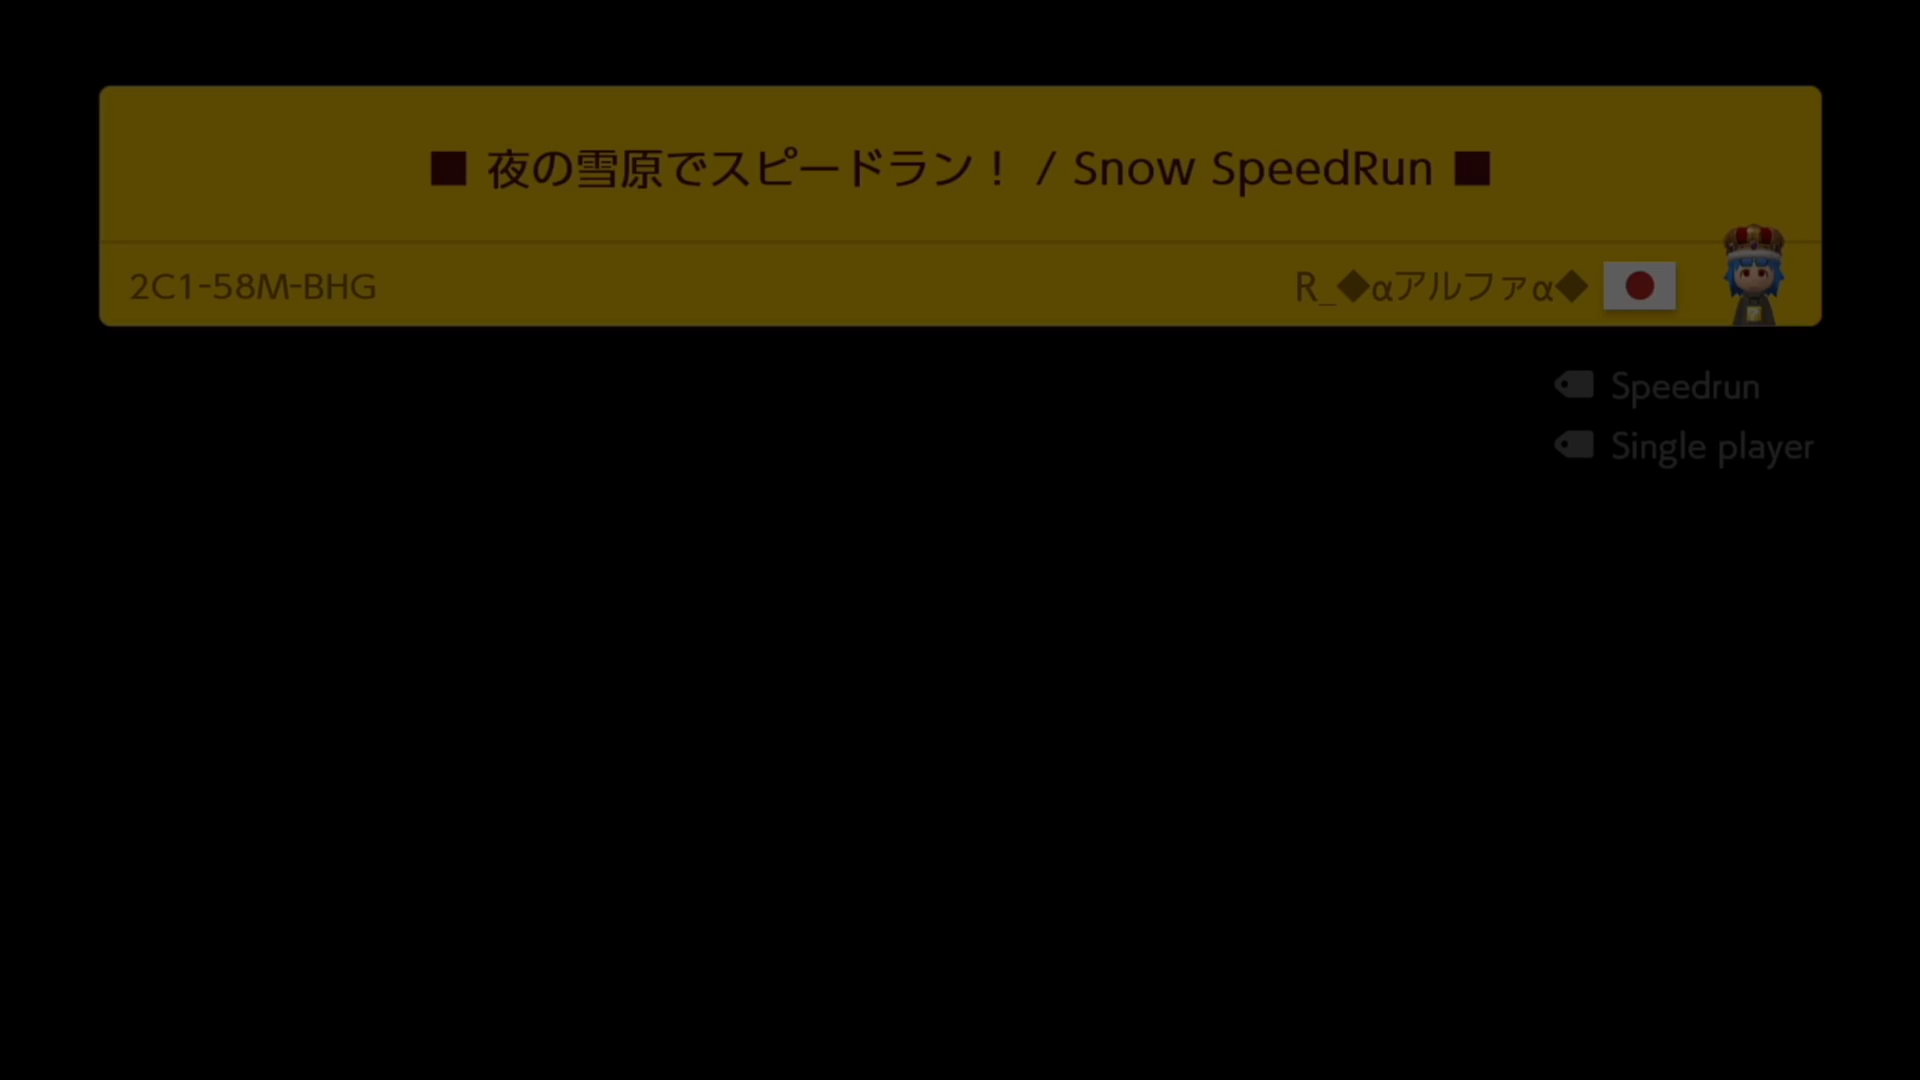 ■ 夜の雪原でスピードラン！ / Snow SpeedRun ■
2C1-58M-BHG
R_◆αアルファα◆
Speedrun
Single player